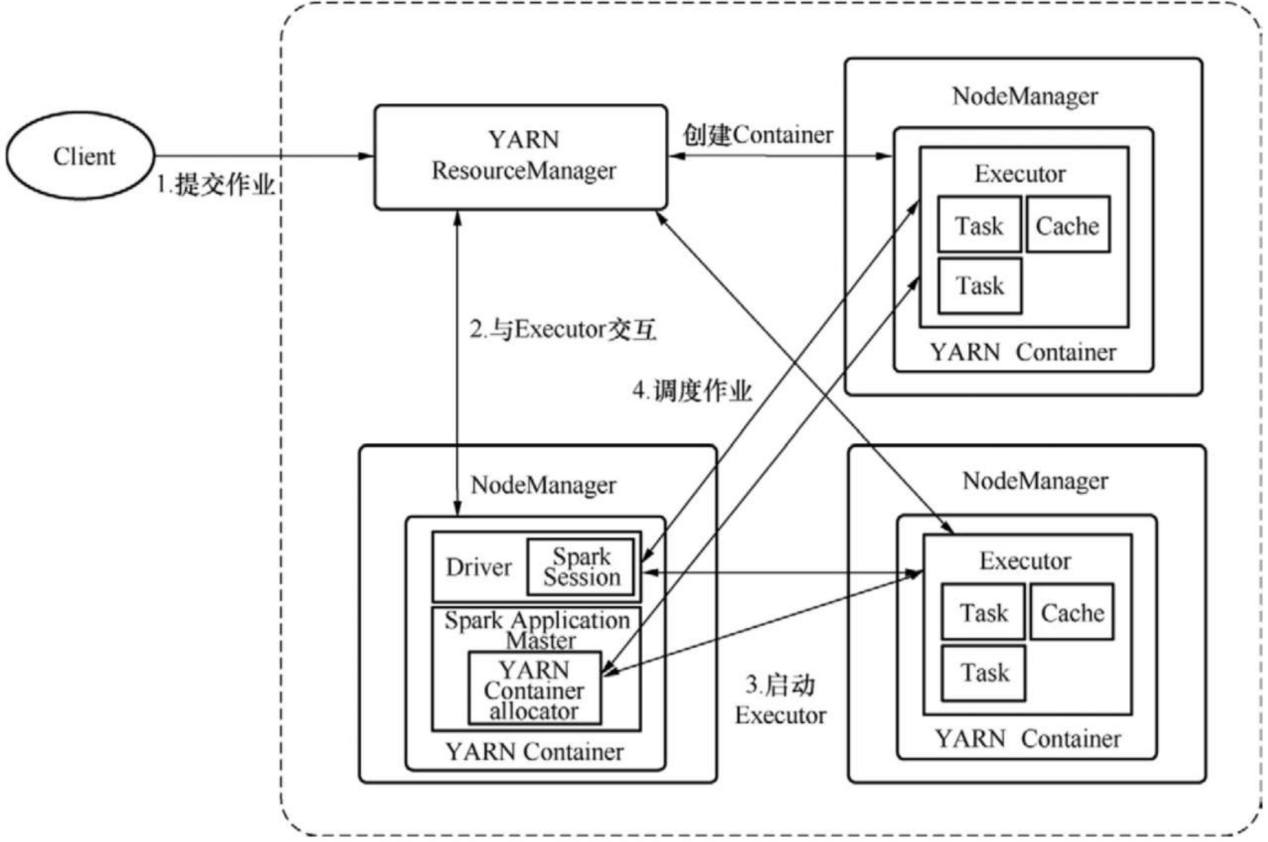 Client
1.提交作业
YARN
ResourceManager
创建Container
2.与Executor交互
4.调度作业
NodeManager
Executor
Task
Cache
Task
YARN Container
NodeManager
Driver
Spark
Session
Spark Application
Master
YARN
Container
allocator
YARN Container
3.启动
Executor
NodeManager
Executor
Task
Cache
Task
YARN Container